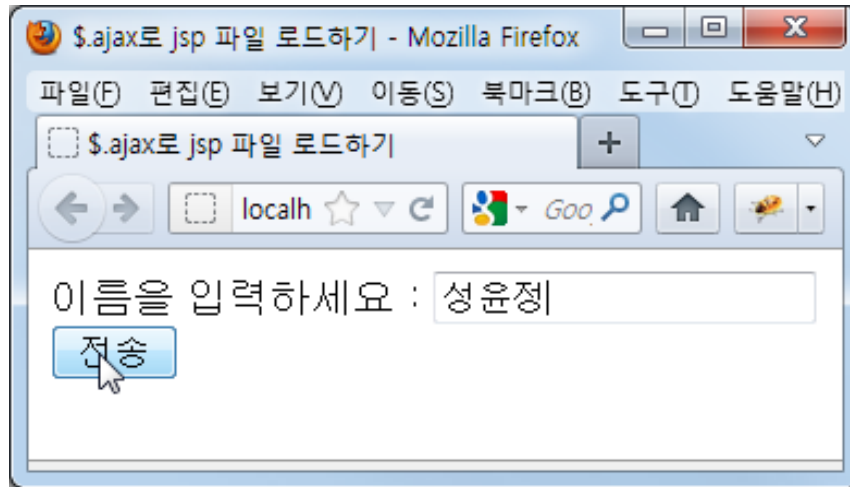 $.ajax로 jsp 파일 로드하기 - Mozilla Firefox
파일(F) 편집(E) 보기(V) 이동(S) 북마크(B) 도구(T) 도움말(H)
$.ajax로 jsp 파일 로드하기
localh Goo
이름을 입력하세요 : 성윤정
전송